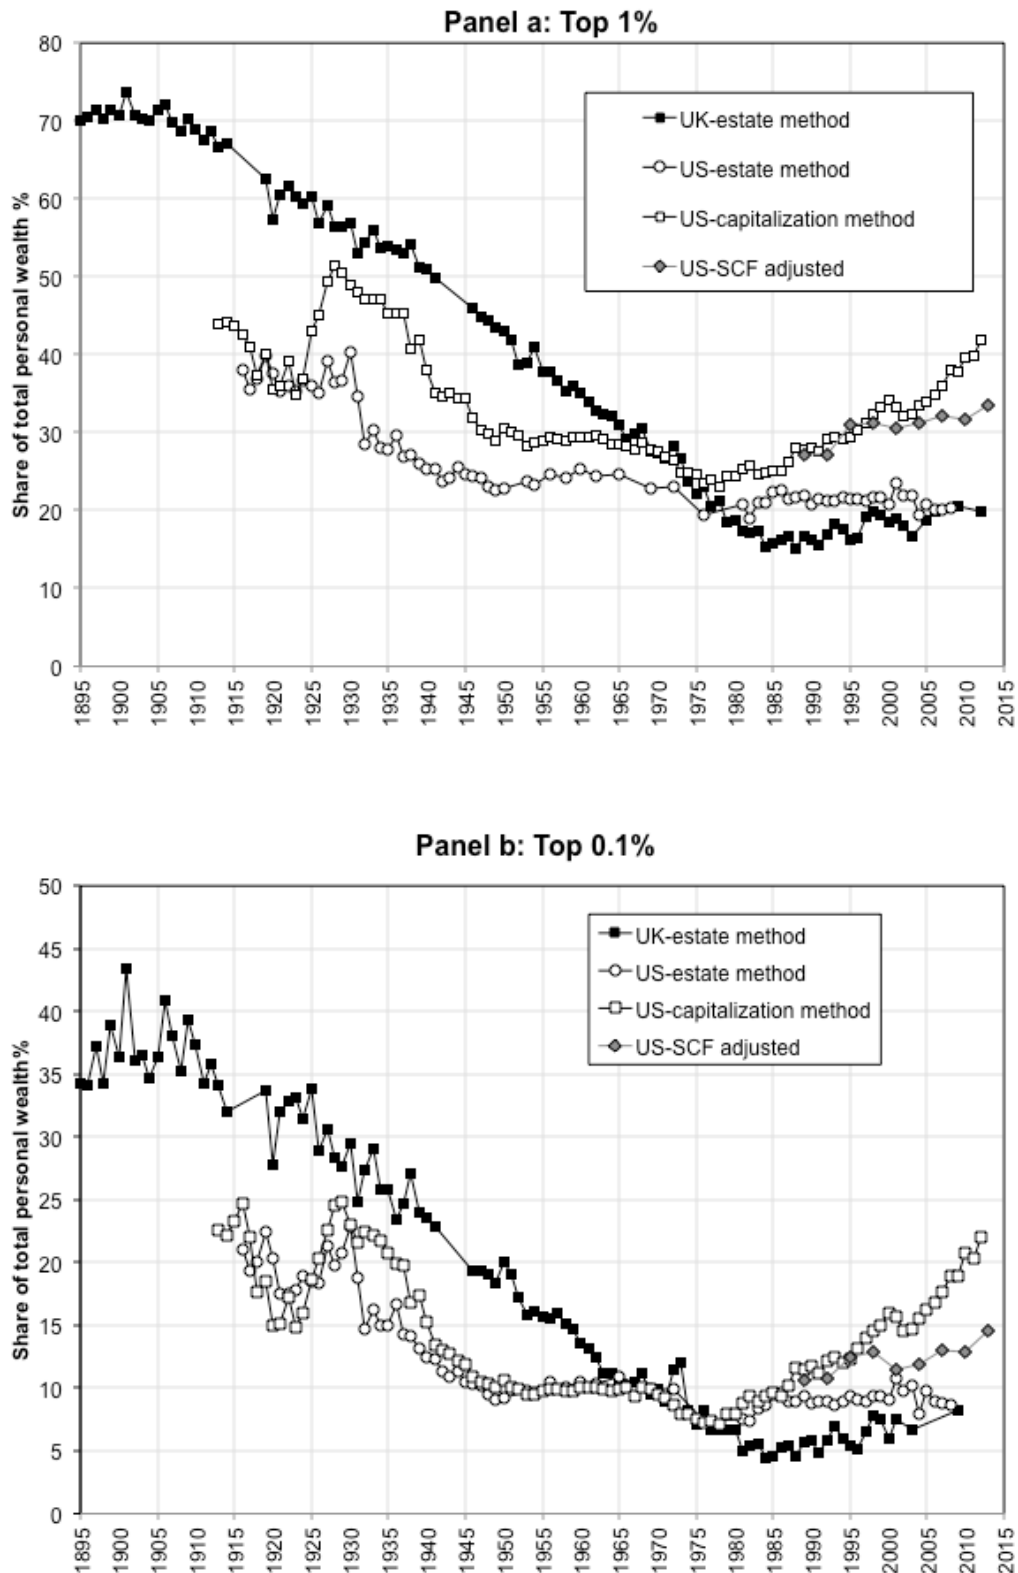 Panel a: Top 1%
Share of total personal wealth %
80
70
60
50
40
30
20
10
0
UK-estate method
US-estate method
US-capitalization method
US-SCF adjusted
1895 1900 1905 1910 1915 1920 1925 1930 1935 1940 1945 1950 1955 1960 1965 1970 1975 1980 1985 1990 1995 2000 2005 2010 2015
Panel b: Top 0.1%
Share of total personal wealth%
50
45
40
35
30
25
20
15
10
5
0
UK-estate method
US-estate method
US-capitalization method
US-SCF adjusted
1895 1900 1905 1910 1915 1920 1925 1930 1935 1940 1945 1950 1955 1960 1965 1970 1975 1980 1985 1990 1995 2000 2005 2010 2015